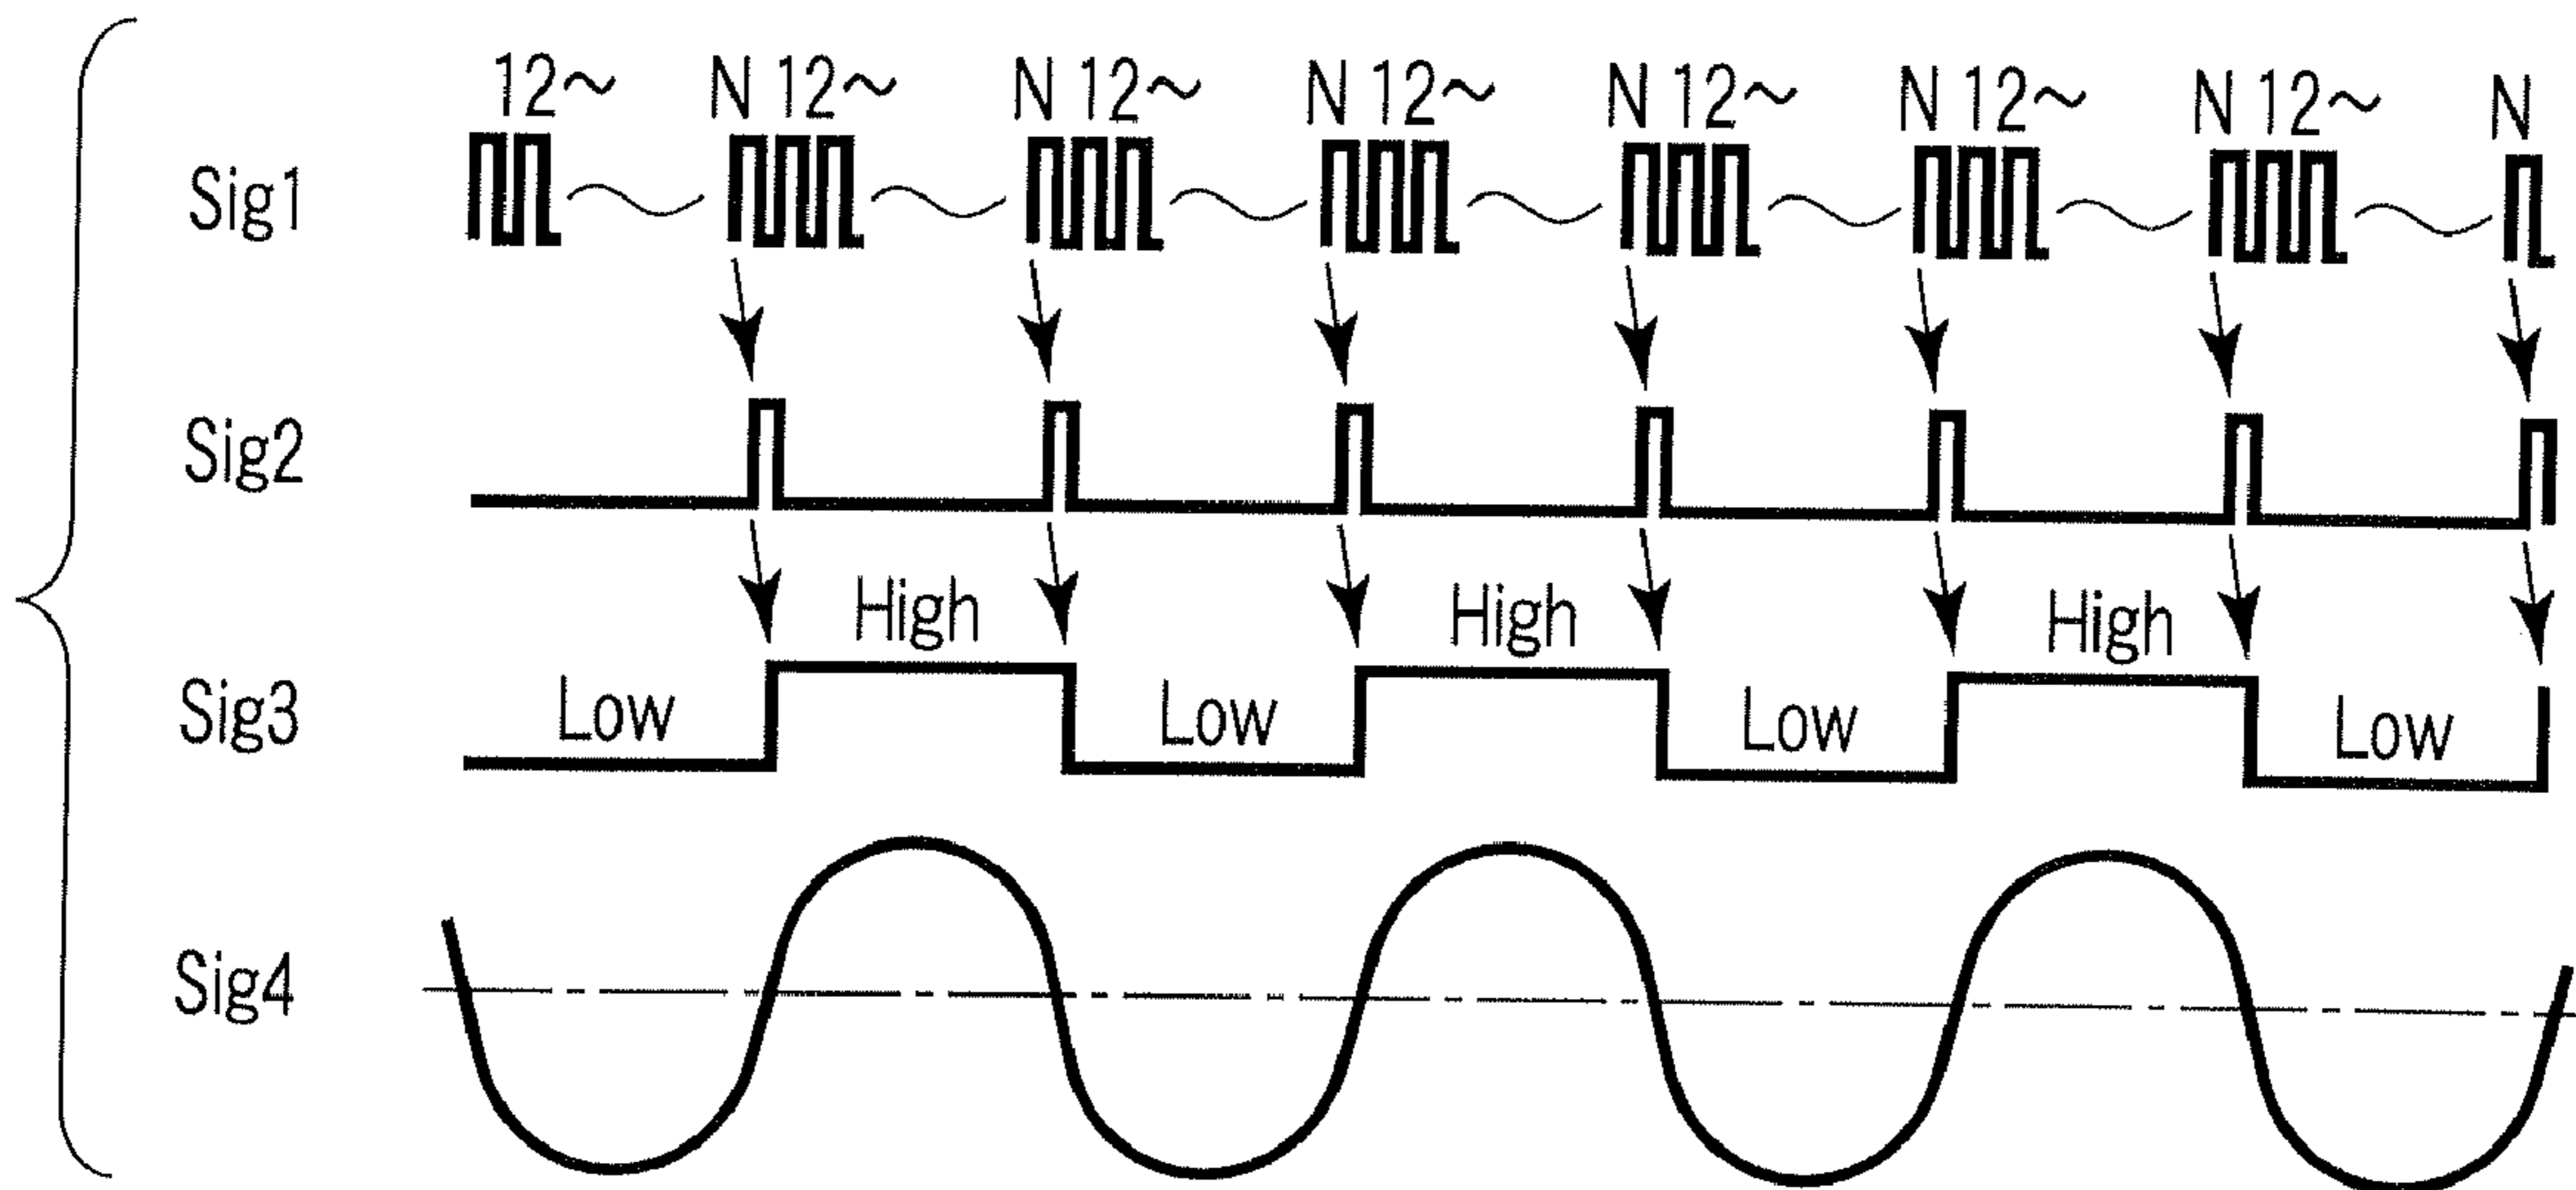 12~ N 12~ N 12~ N 12~ N 12~ N 12~ N 12~ N
Sig1
Sig2
High High High
Sig3 Low Low Low Low
Sig4